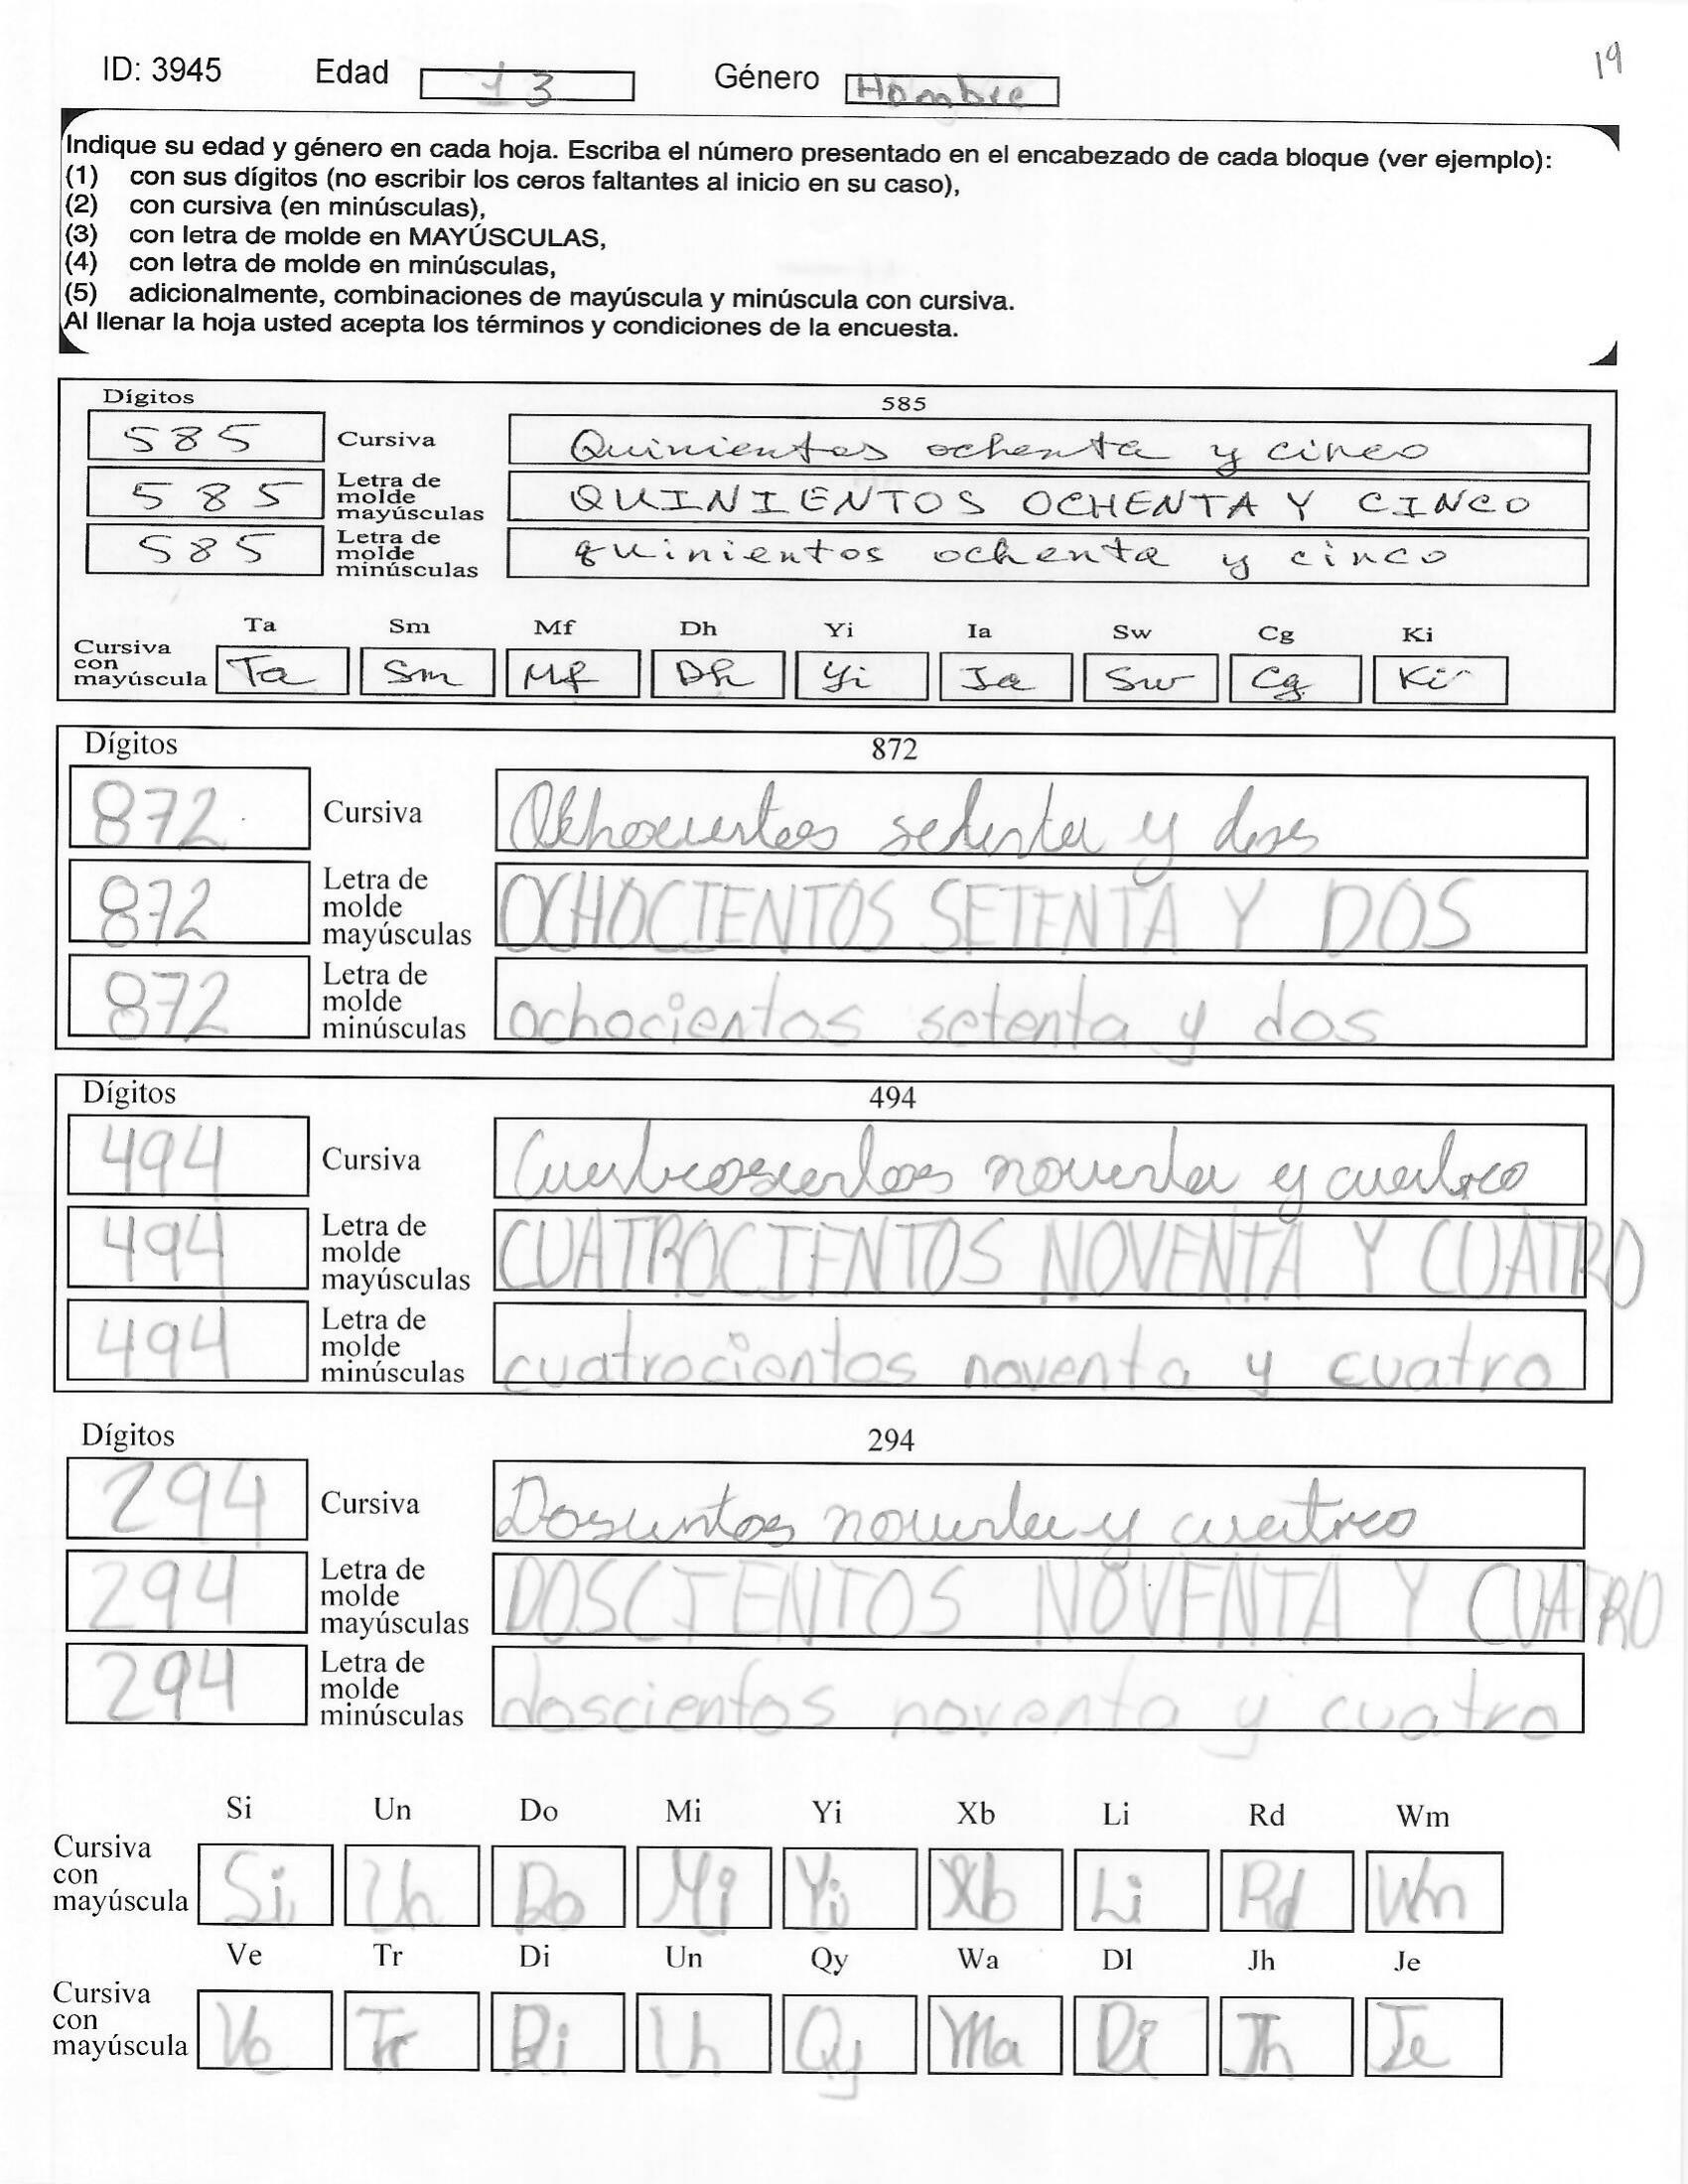 19
ID: 3945 Edad 13 Género Hombre
Indique su edad y género en cada hoja. Escriba el número presentado en el encabezado de cada bloque (ver ejemplo):
(1) con sus dígitos (no escribir los ceros faltantes al inicio en su caso),
(2) con cursiva (en minúsculas),
(3) con letra de molde en MAYÚSCULAS,
(4) con letra de molde en minúsculas,
(5) adicionalmente, combinaciones de mayúscula y minúscula con cursiva.
Al llenar la hoja usted acepta los términos y condiciones de la encuesta.
Dígitos 585
585 Cursiva Quinientos ochenta y cinco
585 Letra de molde mayúsculas QUINIENTOS OCHENTA Y CINCO
585 Letra de molde minúsculas quinientos ochenta y cinco
Ta Sm Mf Dh Yi Ia Sw Cg Ki
Cursiva con mayúscula Ta Sm Mf Dh Yi Ia Sw Cg Ki
Dígitos 872
872 Cursiva setenta y dos
872 Letra de molde mayúsculas OCHOCIENTOS SETENTA Y DOS
872 Letra de molde minúsculas ochocientos setenta y dos
Dígitos 494
494 Cursiva Cuatroscientos noventa y cuatro
494 Letra de molde mayúsculas CUATROCIENTOS NOVENTA Y CUATRO
494 Letra de molde minúsculas cuatrocientos noventa y cuatro
Dígitos 294
294 Cursiva noventa y cuatro
294 Letra de molde mayúsculas DOSCIENTOS NOVENTA Y CUATRO
294 Letra de molde minúsculas doscientos noventa y cuatro
Si Un Do Mi Yi Xb Li Rd Wm
Cursiva con mayúscula Si Un Do Mi Yi Xb Li Rd Wm
Ve Tr Di Un Qy Wa Dl Jh Je
Cursiva con mayúscula Ve Tr Di Un Qy Ma Di Jh Je